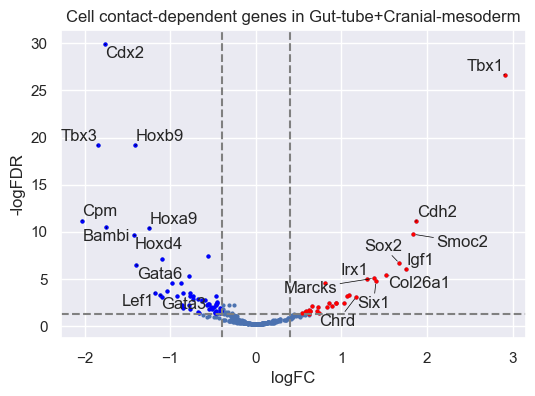 Cell contact-dependent genes in Gut-tube+Cranial-mesoderm
30
Cdx2
Tbx1
25
20
Tbx3
Hoxb9
15
-logFDR
Cpm
Cdh2
10
Hoxa9
Bambi
Smoc2
Hoxd4
Sox2
Igf1
Gata6
Irx1
5
Col26a1
Marcks
Lef1
Gata3
Six1
Chrd
0
−2
−1
0
1
2
3
logFC